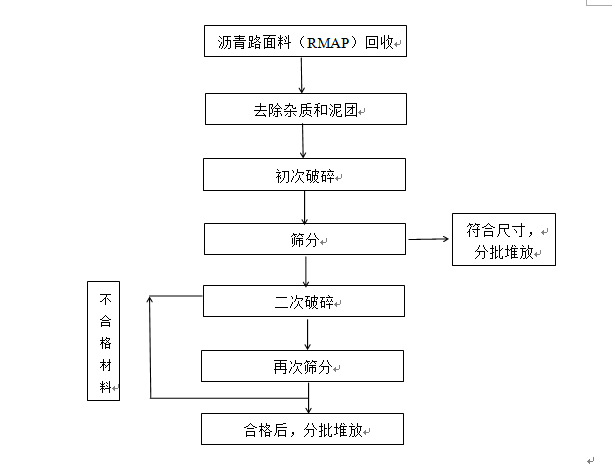 沥青路面料（RMAP）回收
去除杂质和泥团
初次破碎
筛分
符合尺寸，
分批堆放
二次破碎
不
合
格
材
料
再次筛分
合格后，分批堆放